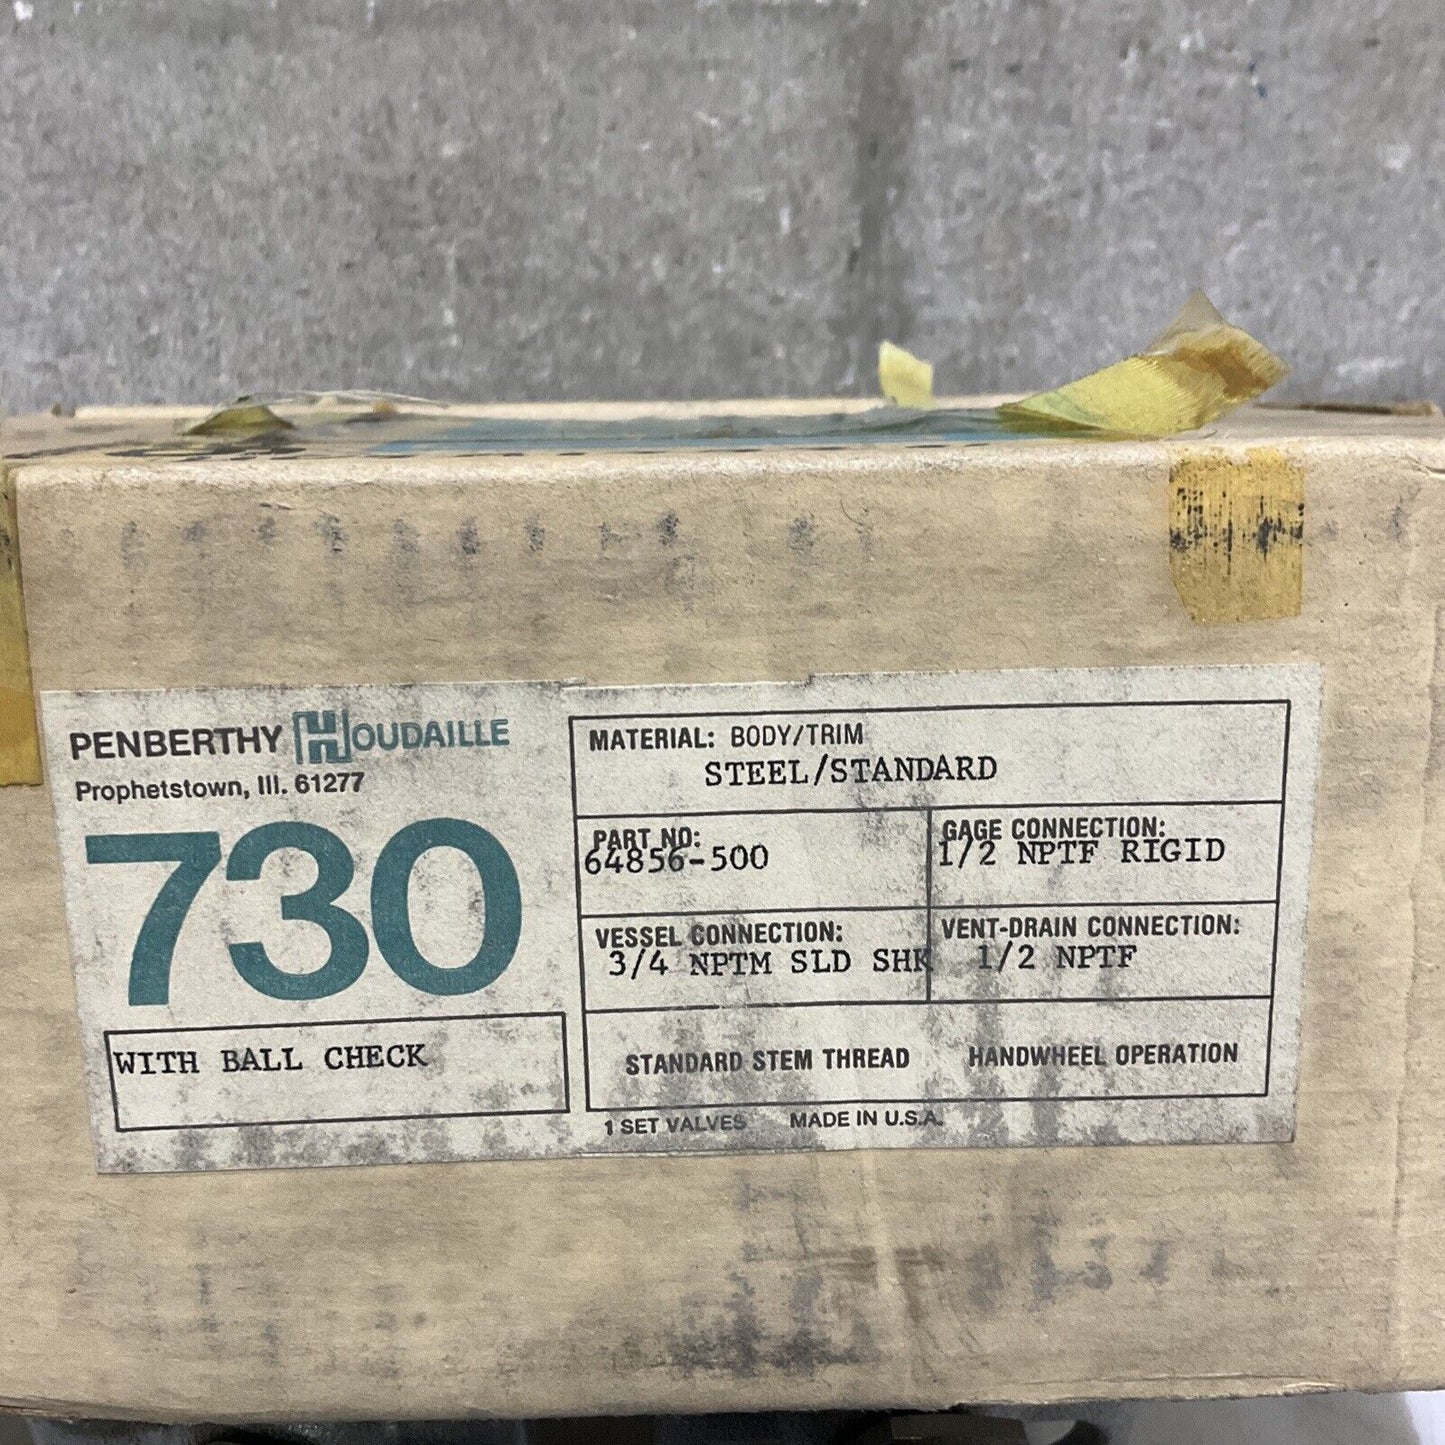 PENBERTHY HOUDAILLE
Prophetstown, Ill. 61277
730
WITH BALL CHECK
MATERIAL: BODY/TRIM
STEEL/STANDARD
PART NO:
64856-500
GAGE CONNECTION:
1/2 NPTF RIGID
VESSEL CONNECTION:
3/4 NPTM SLD SHK
VENT-DRAIN CONNECTION:
1/2 NPTF
STANDARD STEM THREAD HANDWHEEL OPERATION
1 SET VALVES MADE IN U.S.A.